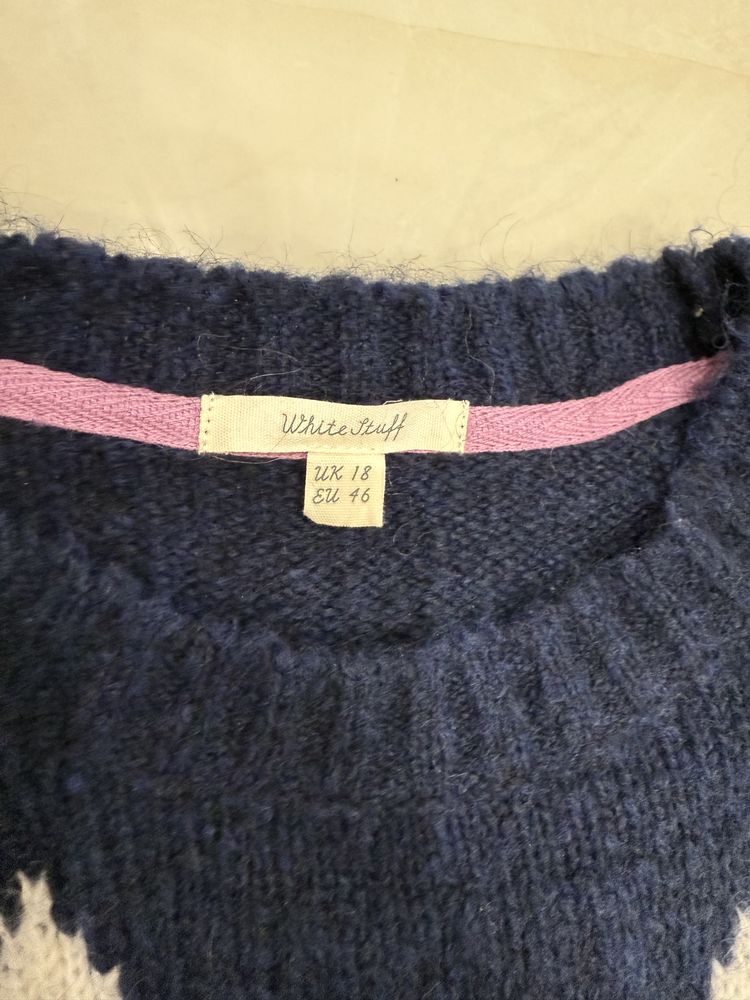 White Stuff
UK 18
EU 46